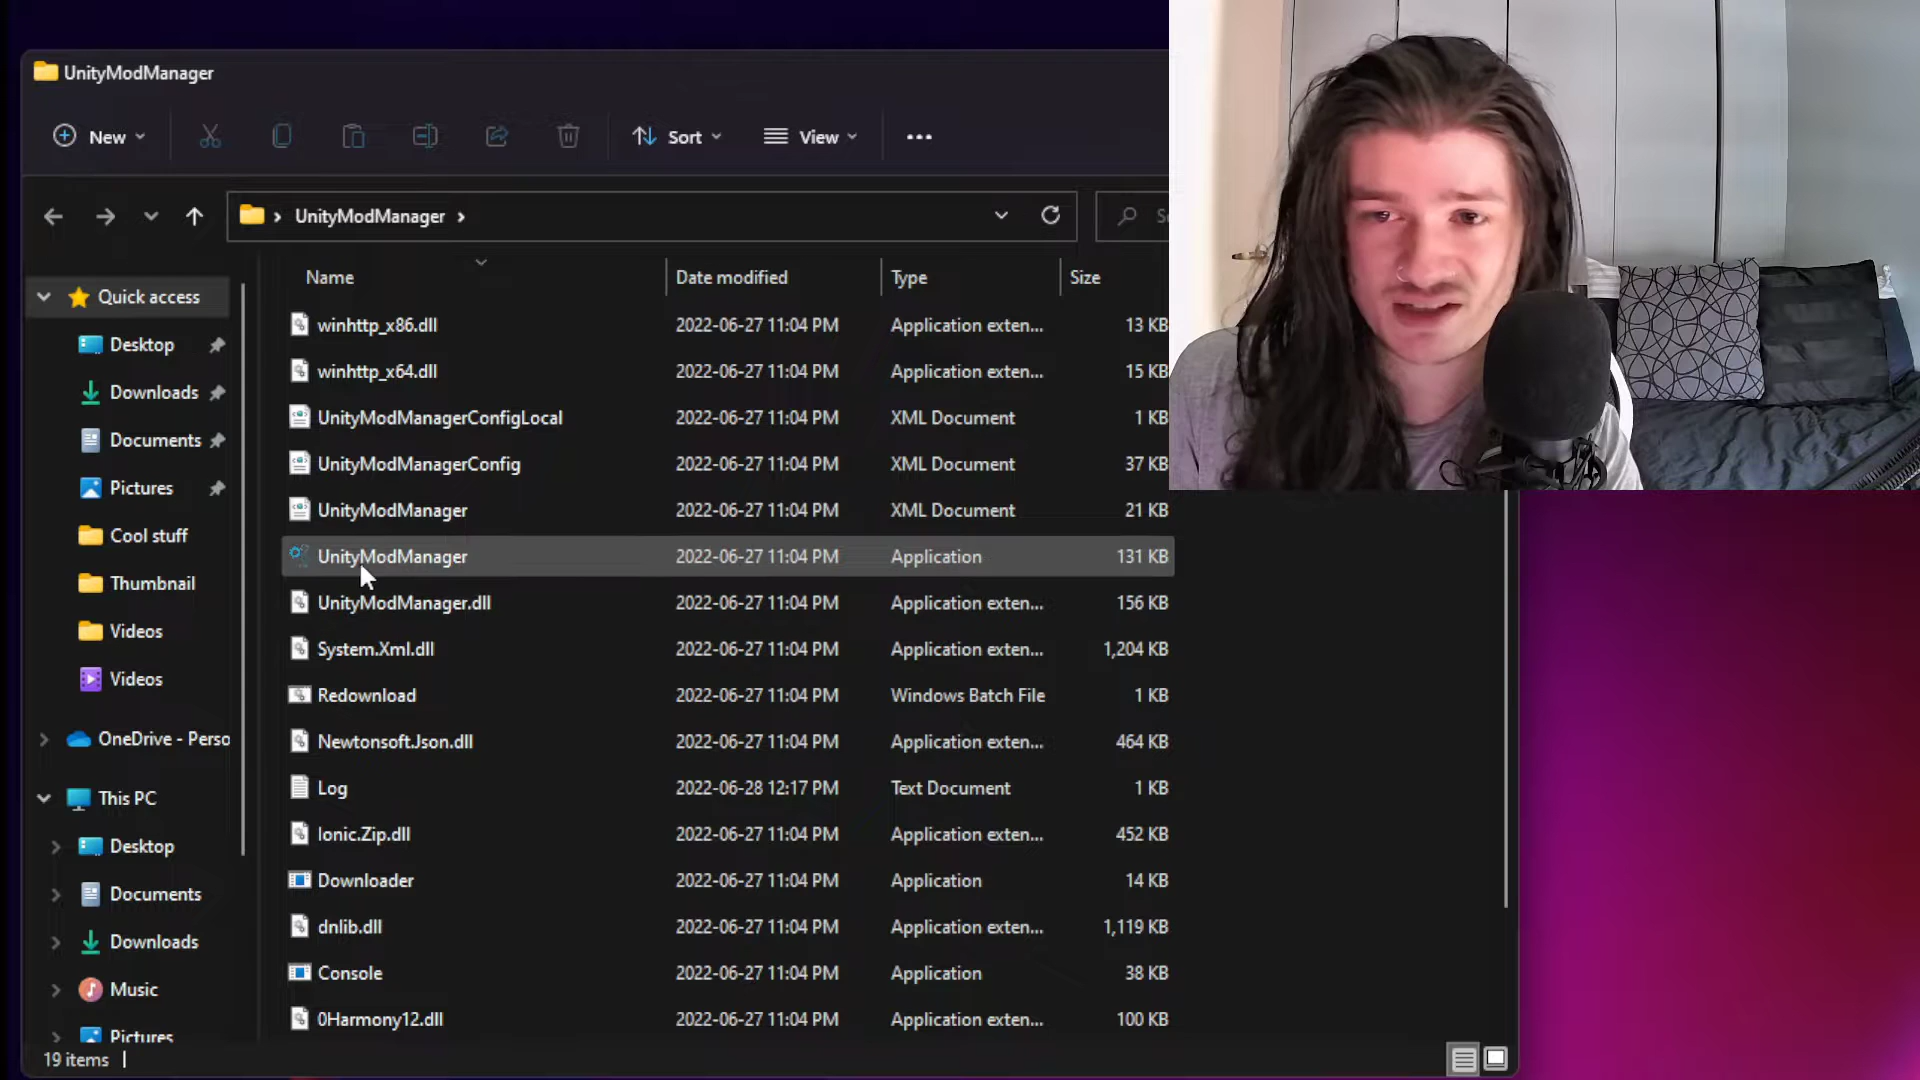 UnityModManager
New
Sort
View
UnityModManager
Name Date modified Type Size
Quick access
Desktop
Downloads
Documents
Pictures
Cool stuff
Thumbnail
Videos
Videos
OneDrive - Perso
This PC
Desktop
Documents
Downloads
Music
Pictures
winhttp_x86.dll 2022-06-27 11:04 PM Application exten... 13 KB
winhttp_x64.dll 2022-06-27 11:04 PM Application exten... 15 KB
UnityModManagerConfigLocal 2022-06-27 11:04 PM XML Document 1 KB
UnityModManagerConfig 2022-06-27 11:04 PM XML Document 37 KB
UnityModManager 2022-06-27 11:04 PM XML Document 21 KB
UnityModManager 2022-06-27 11:04 PM Application 131 KB
UnityModManager.dll 2022-06-27 11:04 PM Application exten... 156 KB
System.Xml.dll 2022-06-27 11:04 PM Application exten... 1,204 KB
Redownload 2022-06-27 11:04 PM Windows Batch File 1 KB
Newtonsoft.Json.dll 2022-06-27 11:04 PM Application exten... 464 KB
Log 2022-06-28 12:17 PM Text Document 1 KB
Ionic.Zip.dll 2022-06-27 11:04 PM Application exten... 452 KB
Downloader 2022-06-27 11:04 PM Application 14 KB
dnlib.dll 2022-06-27 11:04 PM Application exten... 1,119 KB
Console 2022-06-27 11:04 PM Application 38 KB
0Harmony12.dll 2022-06-27 11:04 PM Application exten... 100 KB
19 items